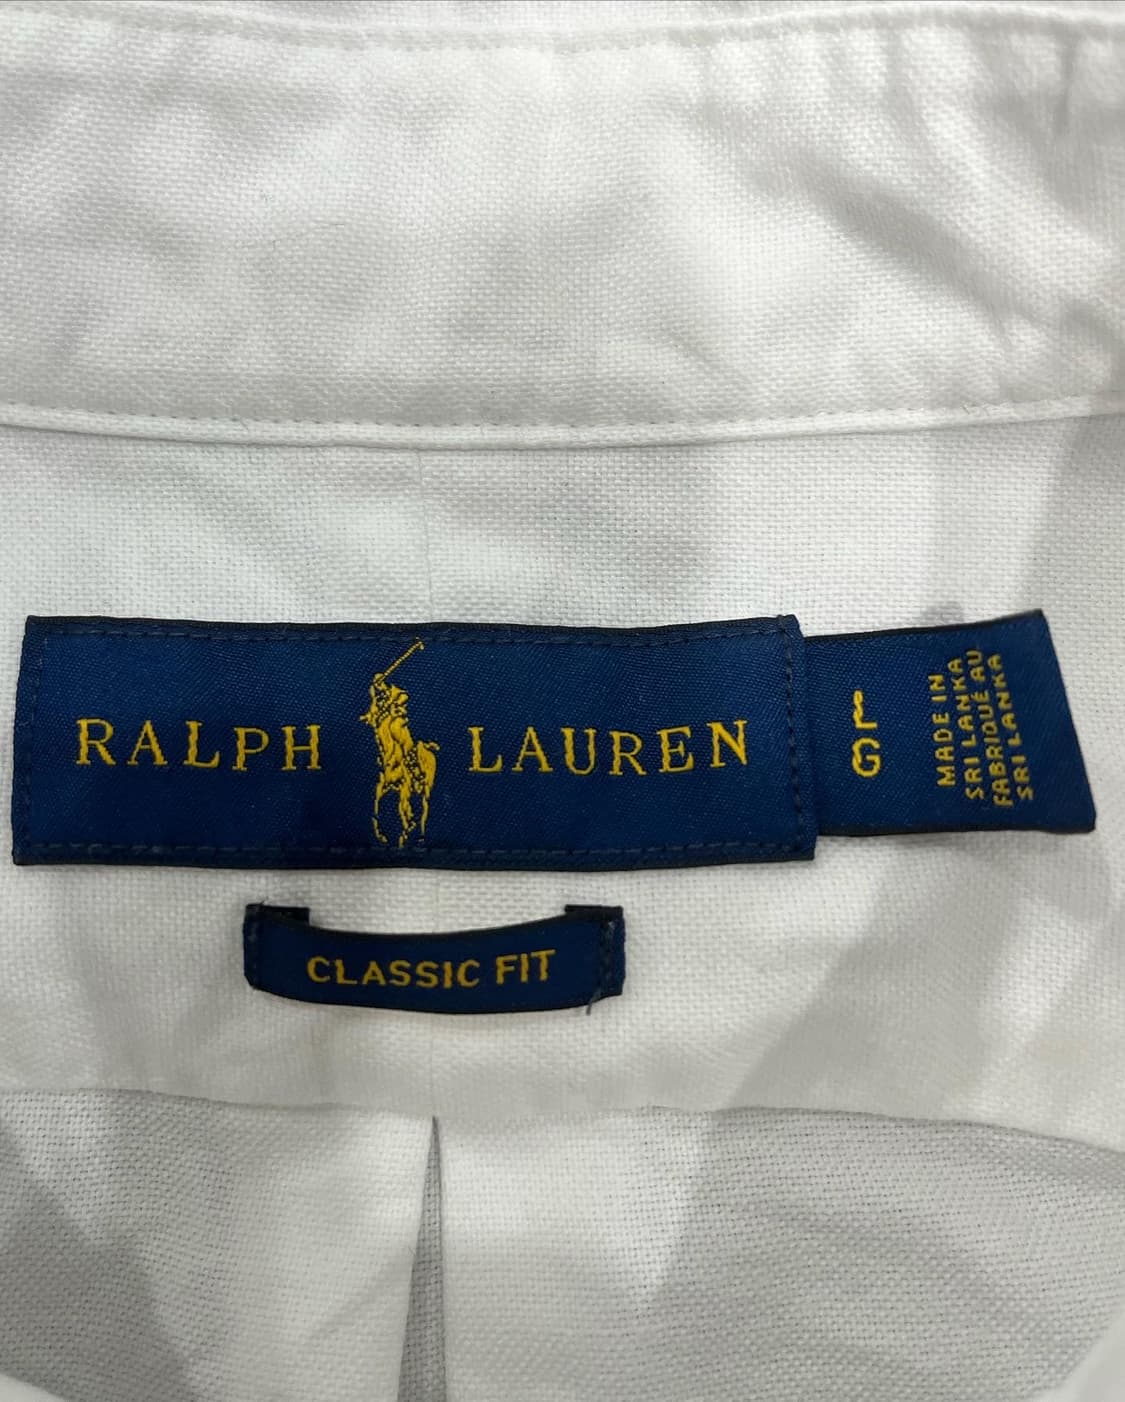 RALPH LAUREN
L
G
MADE IN
SRI LANKA
FABRIQUÉ AU
SRI LANKA
CLASSIC FIT